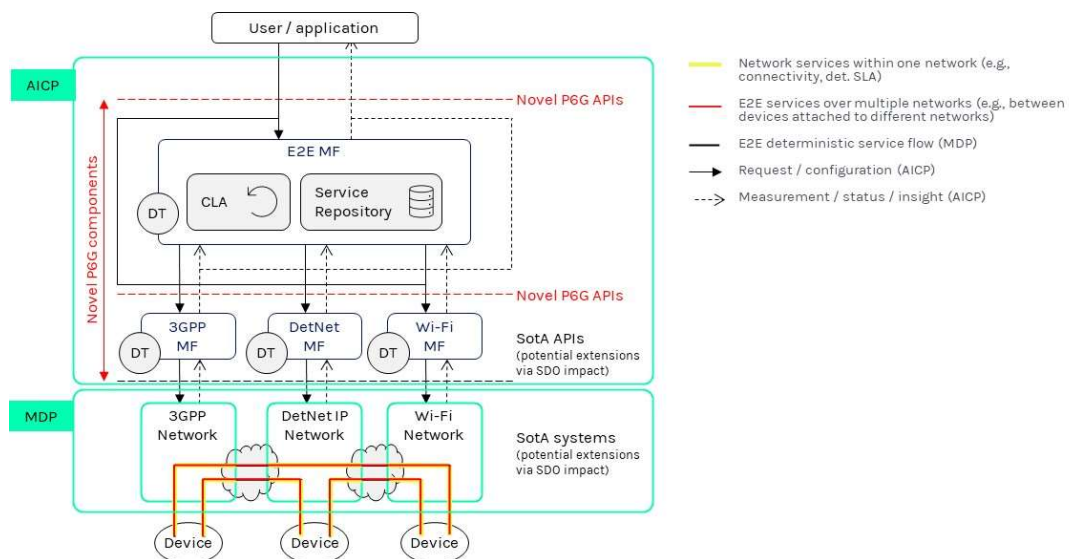 User / application
AICP
Novel P6G APIs
E2E MF
CLA
Service
Repository
DT
Novel P6G components
Novel P6G APIs
3GPP
MF
DetNet
MF
Wi-Fi
MF
DT
DT
DT
SotA APIs
(potential extensions
via SDO impact)
MDP
3GPP
Network
DetNet IP
Network
Wi-Fi
Network
SotA systems
(potential extensions
via SDO impact)
Device
Device
Device
Network services within one network (e.g.,
connectivity, det. SLA)
E2E services over multiple networks (e.g., between
devices attached to different networks)
E2E deterministic service flow (MDP)
Request / configuration (AICP)
Measurement / status / insight (AICP)